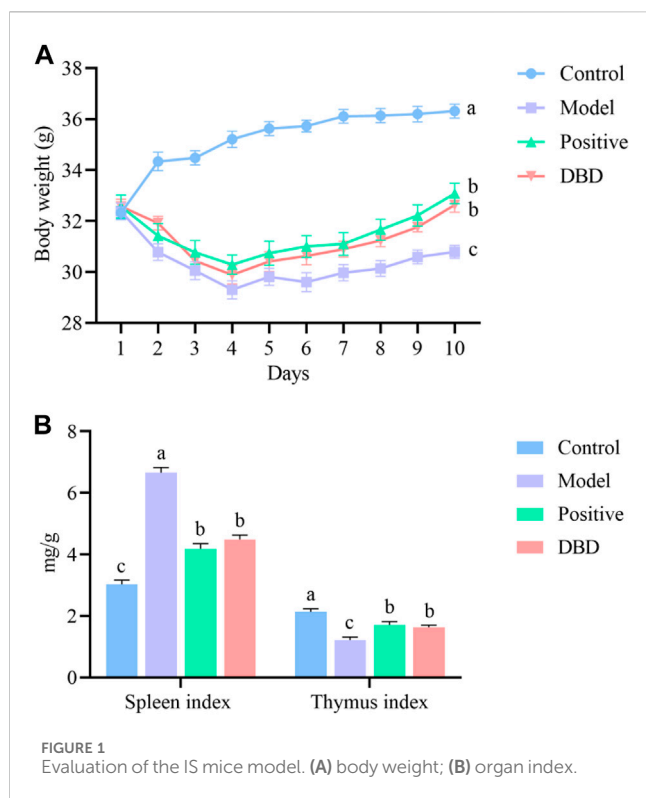 A
38
36
34
32
30
28
Body weight (g)
1 2 3 4 5 6 7 8 9 10
Days
a
b
b
c
Control
Model
Positive
DBD
B
8
6
4
2
0
mg/g
c a b b
a c b b
Spleen index Thymus index
Control
Model
Positive
DBD
FIGURE 1
Evaluation of the IS mice model. (A) body weight; (B) organ index.